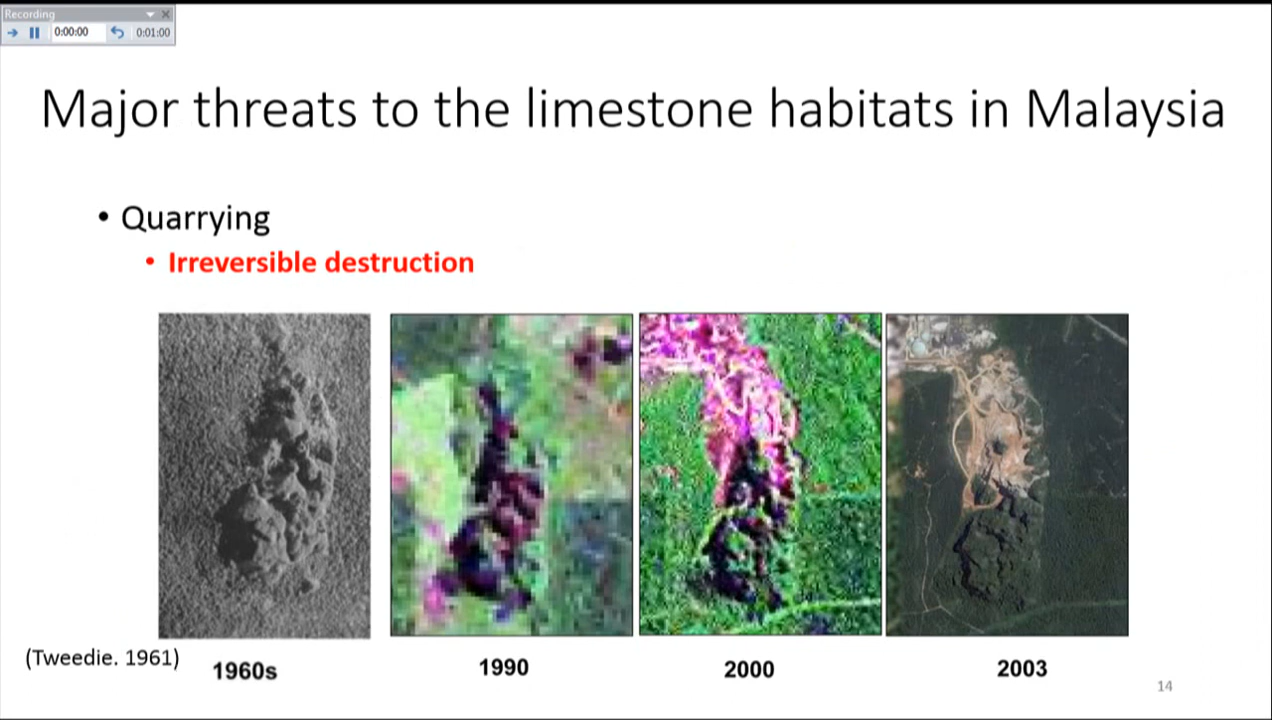 Recording
0:00:00
0:01:00
Major threats to the limestone habitats in Malaysia
• Quarrying
• Irreversible destruction
(Tweedie. 1961)
1960s
1990
2000
2003
14